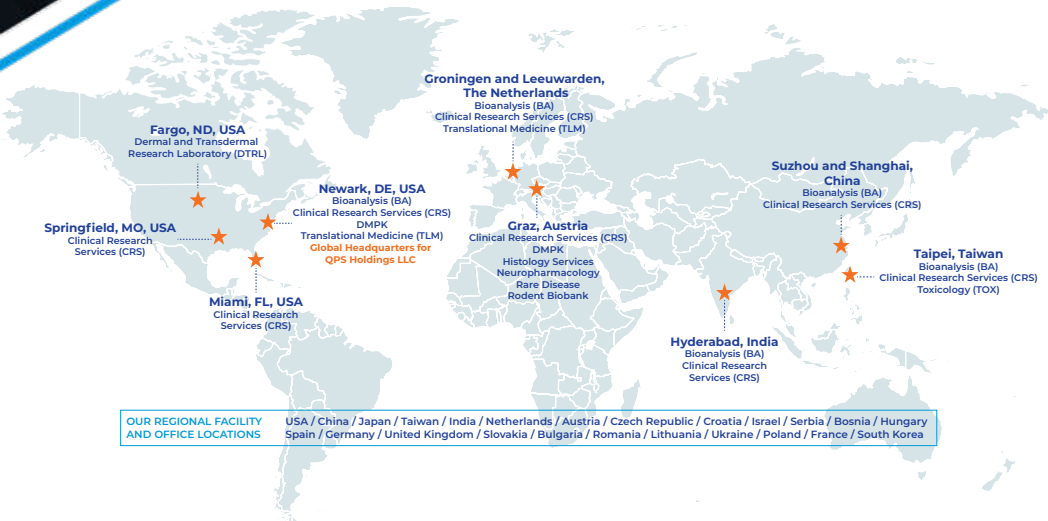 Groningen and Leeuwarden,
The Netherlands
Bioanalysis (BA)
Clinical Research Services (CRS)
Translational Medicine (TLM)
Fargo, ND, USA
Dermal and Transdermal
Research Laboratory (DTRL)
Suzhou and Shanghai,
China
Bioanalysis (BA)
Clinical Research Services (CRS)
Newark, DE, USA
Bioanalysis (BA)
Clinical Research Services (CRS)
DMPK
Translational Medicine (TLM)
Global Headquarters for
QPS Holdings LLC
Springfield, MO, USA
Clinical Research
Services (CRS)
Graz, Austria
Clinical Research Services (CRS)
DMPK
Histology Services
Neuropharmacology
Rare Disease
Rodent Biobank
Taipei, Taiwan
Bioanalysis (BA)
Clinical Research Services (CRS)
Toxicology (TOX)
Miami, FL, USA
Clinical Research
Services (CRS)
Hyderabad, India
Bioanalysis (BA)
Clinical Research
Services (CRS)
OUR REGIONAL FACILITY
AND OFFICE LOCATIONS
USA / China / Japan / Taiwan / India / Netherlands / Austria / Czech Republic / Croatia / Israel / Serbia / Bosnia / Hungary
Spain / Germany / United Kingdom / Slovakia / Bulgaria / Romania / Lithuania / Ukraine / Poland / France / South Korea